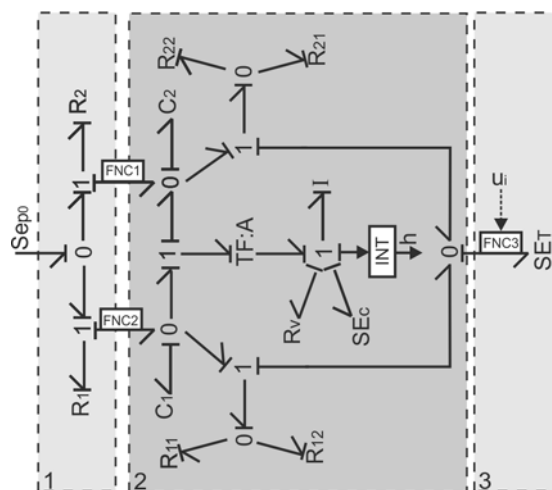 R22
R21
0
R2
C2
1
FNC1
0
1
Sep0
I
ui
0
1
TF:A
1
INT
h
0
FNC3
SET
Rv
SEc
1
FNC2
0
1
R1
C1
R11
0
R12
1
2
3